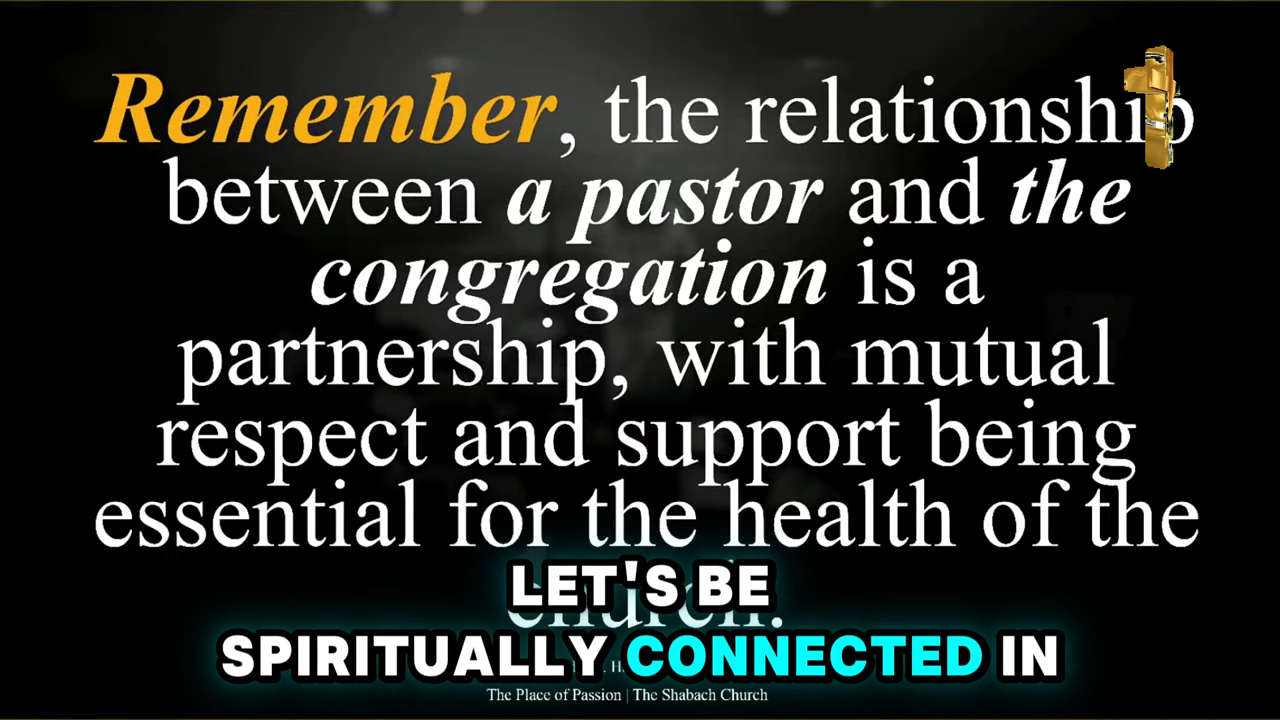 Remember, the relationship
between a pastor and the
congregation is a
partnership, with mutual
respect and support being
essential for the health of the
church.
LET'S BE
SPIRITUALLY CONNECTED IN
The Place of Passion | The Shabach Church